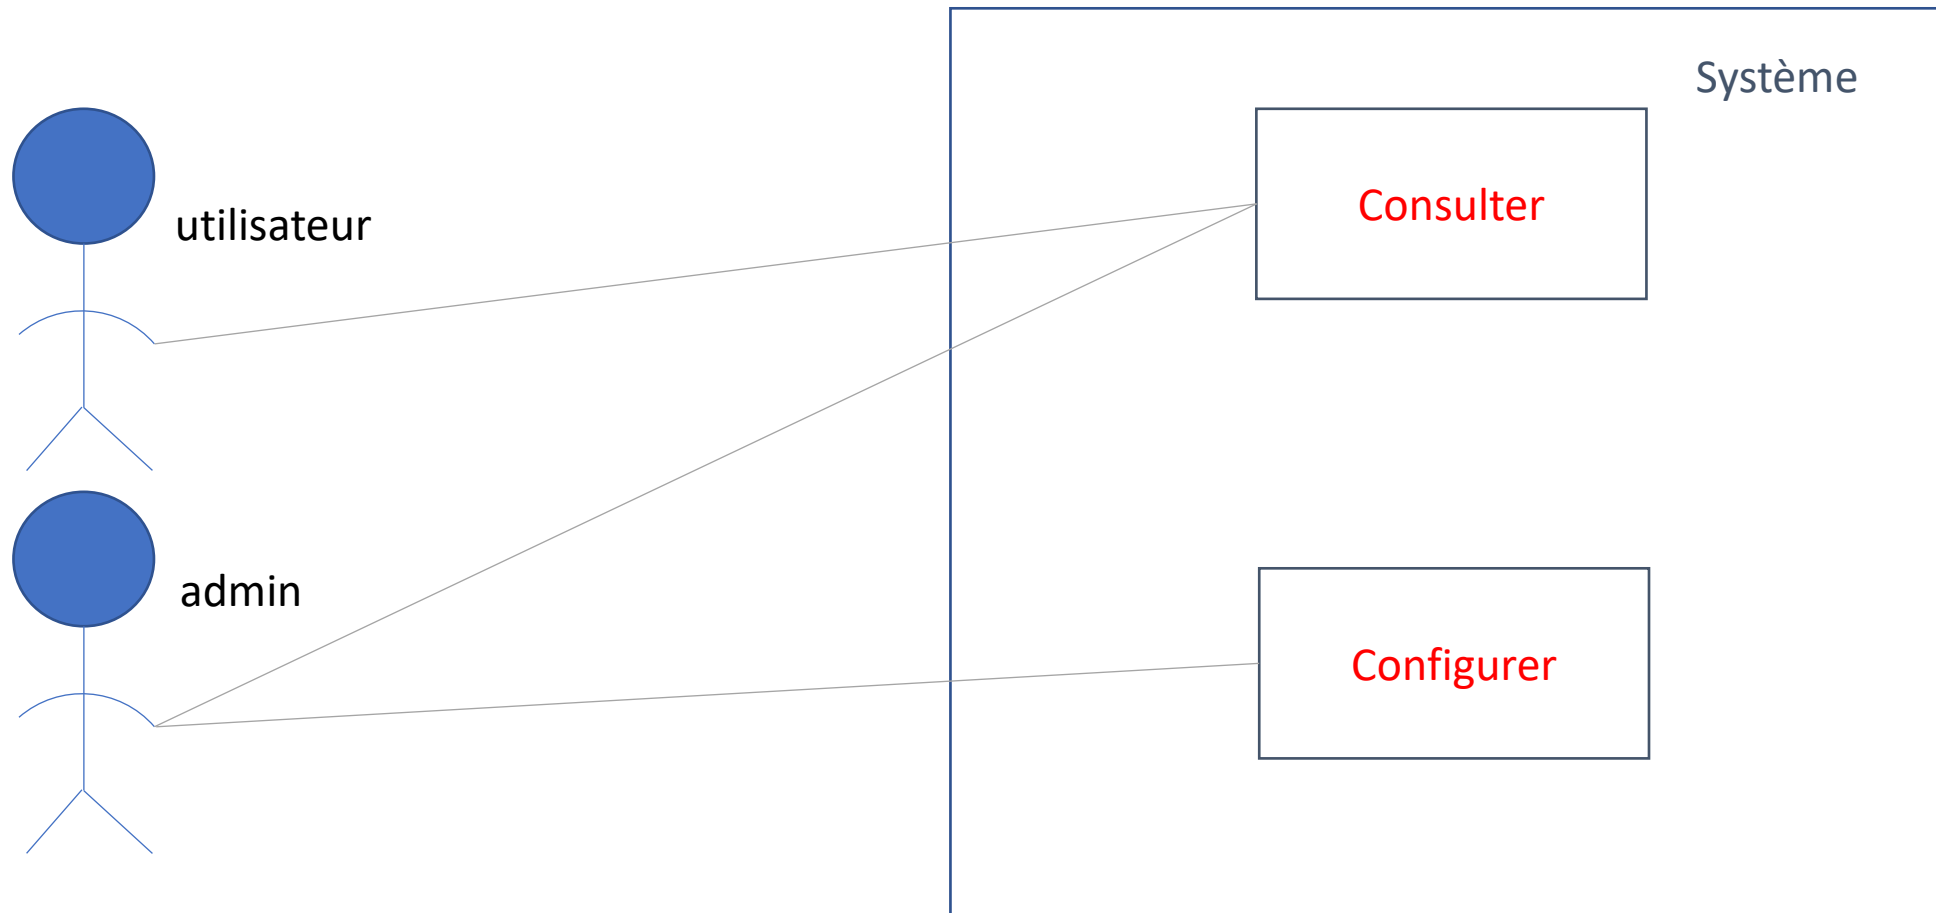 Système
utilisateur
Consulter
admin
Configurer